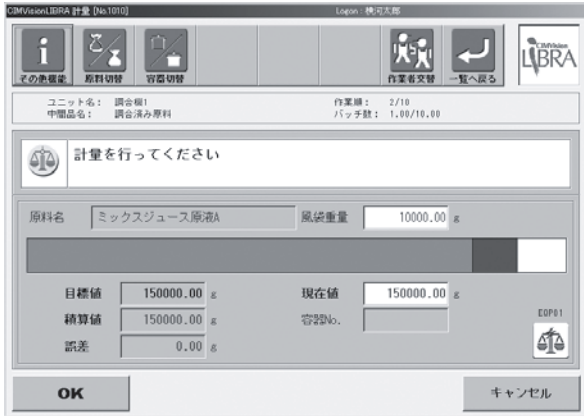 CIMVisionLIBRA 計量 [No.1010] Logon : 検河太郎
その他機能 原料切替 容器切替 作業者交替 一覧へ戻る CIMVision LIBRA
ユニット名: 調合槽1 作業順: 2/10
中間品名: 調合済み原料 バッチ数: 1.00/10.00
計量を行ってください
原料名 ミックスジュース原液A 風袋重量 10000.00 g
目標値 150000.00 g 現在値 150000.00 g
積算値 150000.00 g 容器No.
誤差 0.00 g EQP01
OK キャンセル